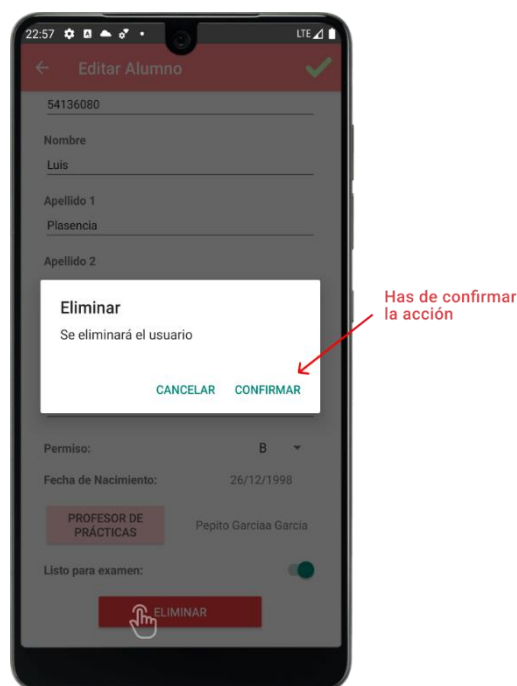 22:57
LTE
Editar Alumno
54136080
Nombre
Luis
Apellido 1
Plasencia
Apellido 2
Eliminar
Se eliminará el usuario
CANCELAR CONFIRMAR
Has de confirmar
la acción
Permiso: B
Fecha de Nacimiento: 26/12/1998
PROFESOR DE
PRÁCTICAS
Pepito Garciaa Garcia
Listo para examen:
ELIMINAR